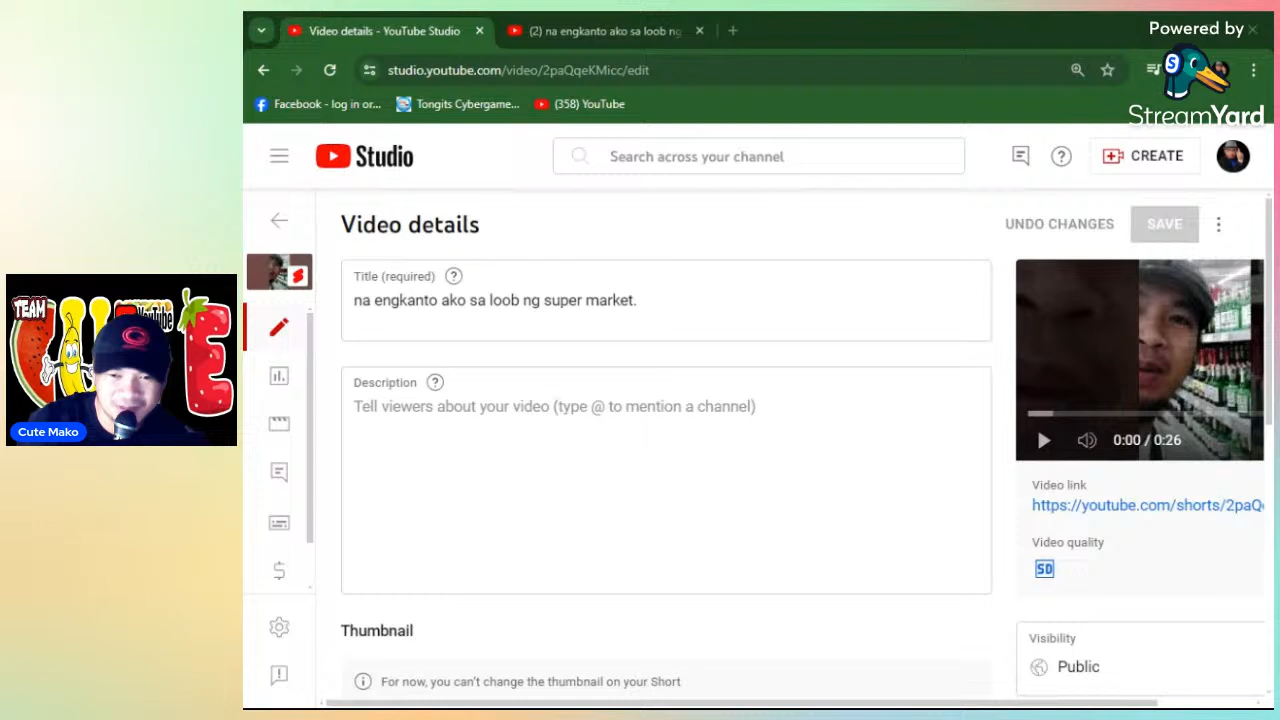 Video details - YouTube Studio
(2) na engkanto ako sa loob ng
Powered by
StreamYard
studio.youtube.com/video/2paQqeKMicc/edit
Facebook - log in or...
Tongits Cybergame...
(358) YouTube
Studio
Search across your channel
CREATE
Video details
UNDO CHANGES
SAVE
Title (required)
na engkanto ako sa loob ng super market.
Description
Tell viewers about your video (type @ to mention a channel)
0:00 / 0:26
Video link
https://youtube.com/shorts/2paQ
Video quality
SD
Thumbnail
For now, you can't change the thumbnail on your Short
Visibility
Public
TEAM
YouTube
E
Cute Mako